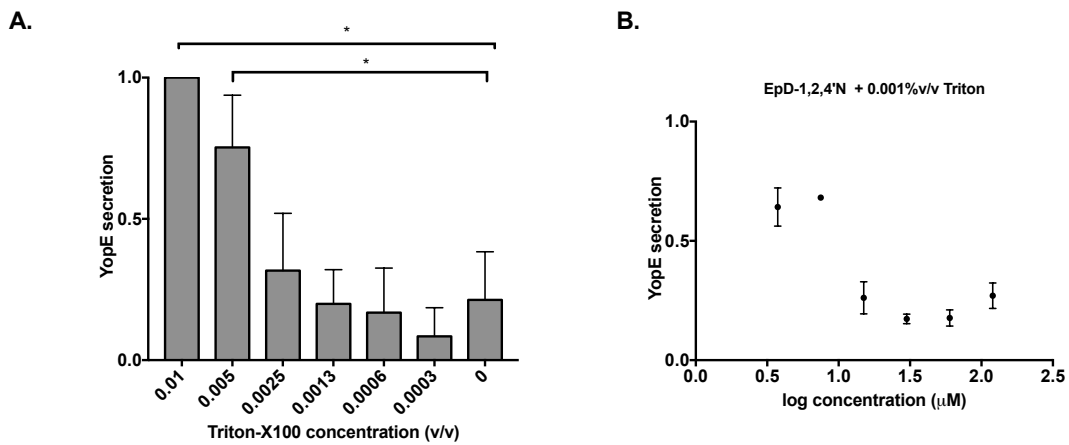 A.
*
*
1.0
0.5
0.0
YopE secretion
0.01
0.005
0.0025
0.0013
0.0006
0.0003
0
Triton-X100 concentration (v/v)
B.
EpD-1,2,4'N + 0.001%v/v Triton
1.0
0.5
0.0
YopE secretion
0.0 0.5 1.0 1.5 2.0 2.5
log concentration (μM)